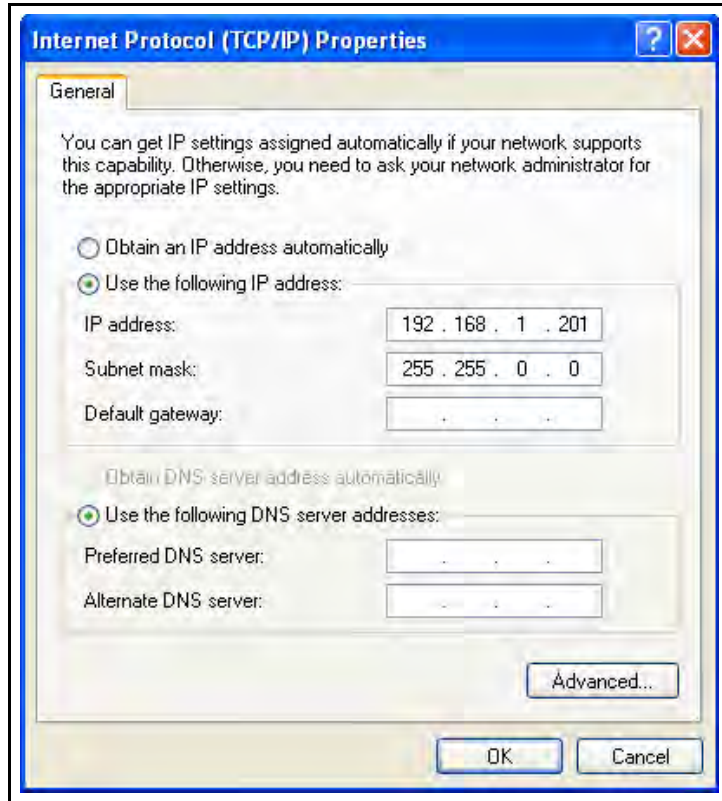 Internet Protocol (TCP/IP) Properties
General
You can get IP settings assigned automatically if your network supports
this capability. Otherwise, you need to ask your network administrator for
the appropriate IP settings.
Obtain an IP address automatically
Use the following IP address:
IP address: 192 . 168 . 1 . 201
Subnet mask: 255 . 255 . 0 . 0
Default gateway: . . .
Obtain DNS server address automatically
Use the following DNS server addresses:
Preferred DNS server: . . .
Alternate DNS server: . . .
Advanced...
OK Cancel